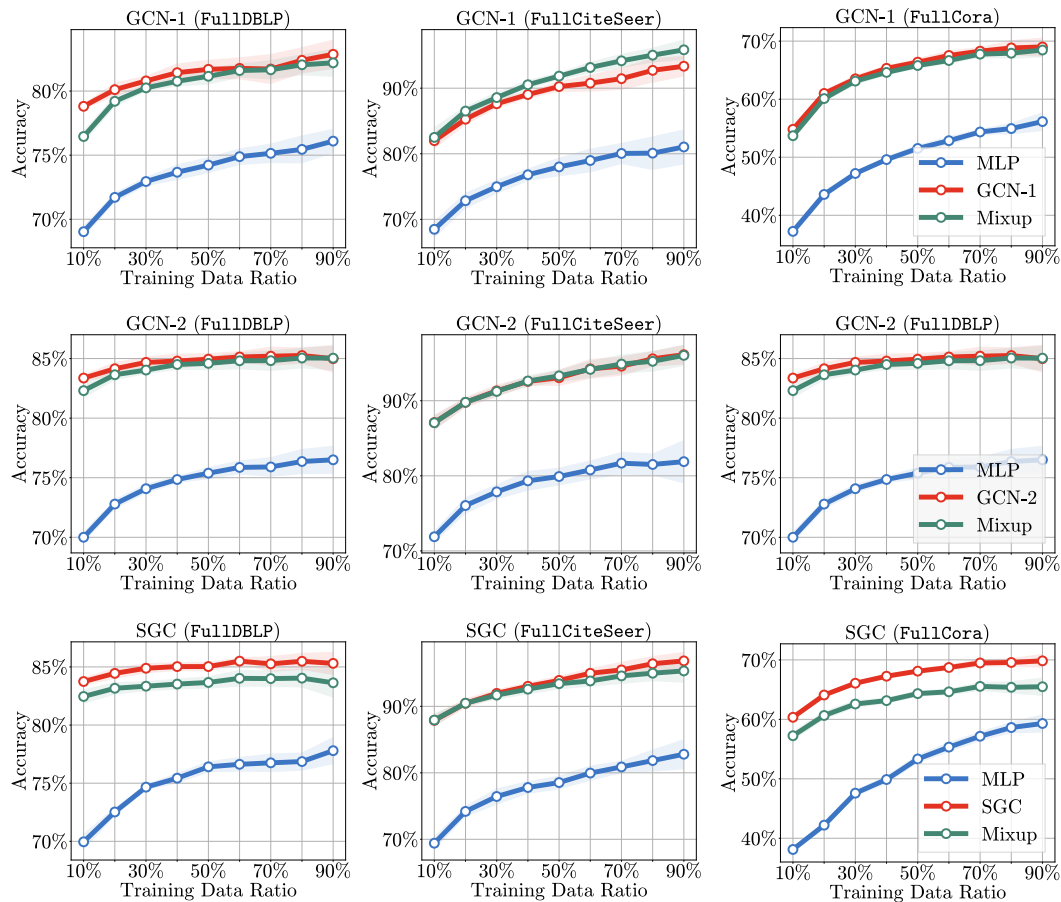 GCN-1 (FullDBLP)
Accuracy
80%
75%
70%
10% 30% 50% 70% 90%
Training Data Ratio
GCN-1 (FullCiteSeer)
Accuracy
90%
80%
70%
10% 30% 50% 70% 90%
Training Data Ratio
GCN-1 (FullCora)
Accuracy
70%
60%
50%
40%
MLP
GCN-1
Mixup
10% 30% 50% 70% 90%
Training Data Ratio
GCN-2 (FullDBLP)
Accuracy
85%
80%
75%
70%
10% 30% 50% 70% 90%
Training Data Ratio
GCN-2 (FullCiteSeer)
Accuracy
90%
80%
70%
10% 30% 50% 70% 90%
Training Data Ratio
GCN-2 (FullDBLP)
Accuracy
85%
80%
75%
70%
MLP
GCN-2
Mixup
10% 30% 50% 70% 90%
Training Data Ratio
SGC (FullDBLP)
Accuracy
85%
80%
75%
70%
10% 30% 50% 70% 90%
Training Data Ratio
SGC (FullCiteSeer)
Accuracy
90%
80%
70%
10% 30% 50% 70% 90%
Training Data Ratio
SGC (FullCora)
Accuracy
70%
60%
50%
40%
MLP
SGC
Mixup
10% 30% 50% 70% 90%
Training Data Ratio